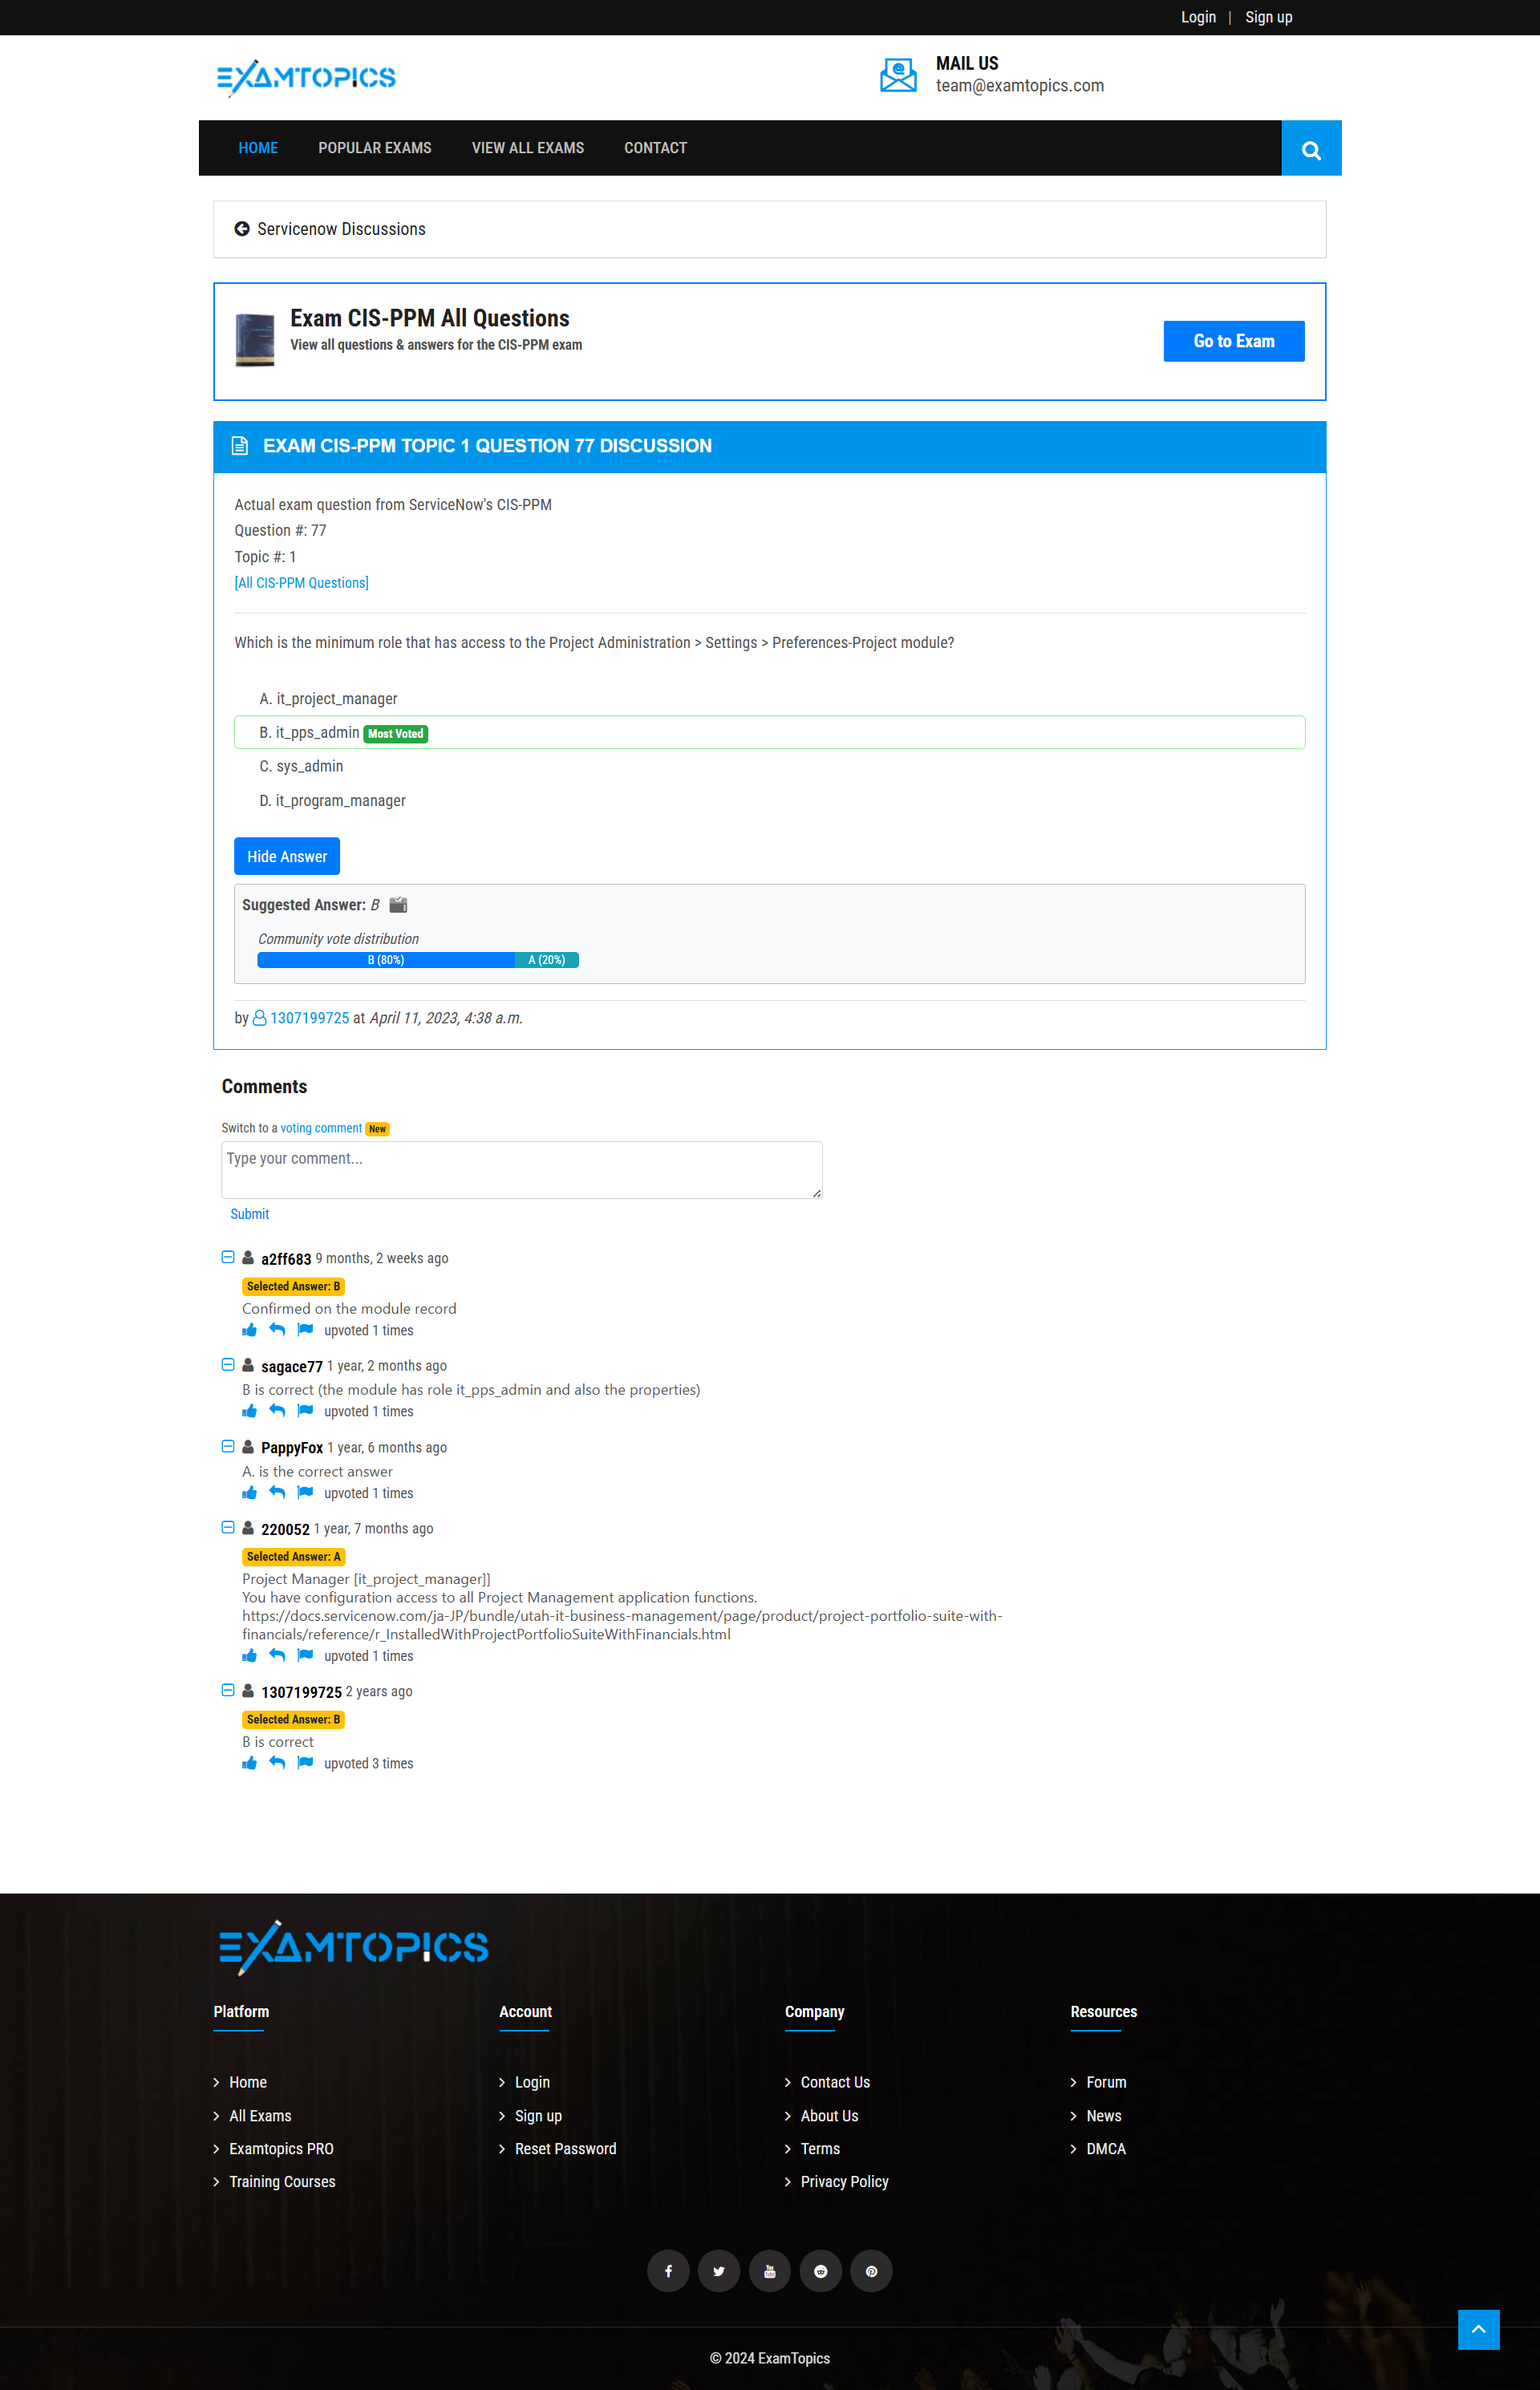 Login | Sign up
EXAMTOPICS
MAIL US
team@examtopics.com
HOME POPULAR EXAMS VIEW ALL EXAMS CONTACT
Servicenow Discussions
Exam CIS-PPM All Questions
View all questions & answers for the CIS-PPM exam
Go to Exam
EXAM CIS-PPM TOPIC 1 QUESTION 77 DISCUSSION
Actual exam question from ServiceNow's CIS-PPM
Question #: 77
Topic #: 1
[All CIS-PPM Questions]
Which is the minimum role that has access to the Project Administration > Settings > Preferences-Project module?
A. it_project_manager
B. it_pps_admin Most Voted
C. sys_admin
D. it_program_manager
Hide Answer
Suggested Answer: B
Community vote distribution
B (80%) A (20%)
by 1307199725 at April 11, 2023, 4:38 a.m.
Comments
Switch to a voting comment New
Type your comment...
Submit
a2ff683 9 months, 2 weeks ago
Selected Answer: B
Confirmed on the module record
upvoted 1 times
sagace77 1 year, 2 months ago
B is correct (the module has role it_pps_admin and also the properties)
upvoted 1 times
PappyFox 1 year, 6 months ago
A. is the correct answer
upvoted 1 times
220052 1 year, 7 months ago
Selected Answer: A
Project Manager [it_project_manager]]
You have configuration access to all Project Management application functions.
https://docs.servicenow.com/ja-JP/bundle/utah-it-business-management/page/product/project-portfolio-suite-with-
financials/reference/r_InstalledWithProjectPortfolioSuiteWithFinancials.html
upvoted 1 times
1307199725 2 years ago
Selected Answer: B
B is correct
upvoted 3 times
EXAMTOPICS
Platform
Home
All Exams
Examtopics PRO
Training Courses
Account
Login
Sign up
Reset Password
Company
Contact Us
About Us
Terms
Privacy Policy
Resources
Forum
News
DMCA
© 2024 ExamTopics